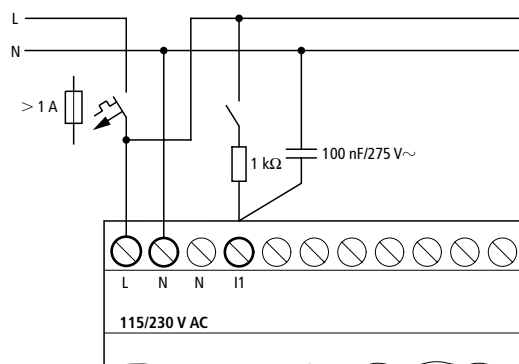 L
N
> 1 A
1 kΩ
100 nF/275 V~
L N N I1
115/230 V AC